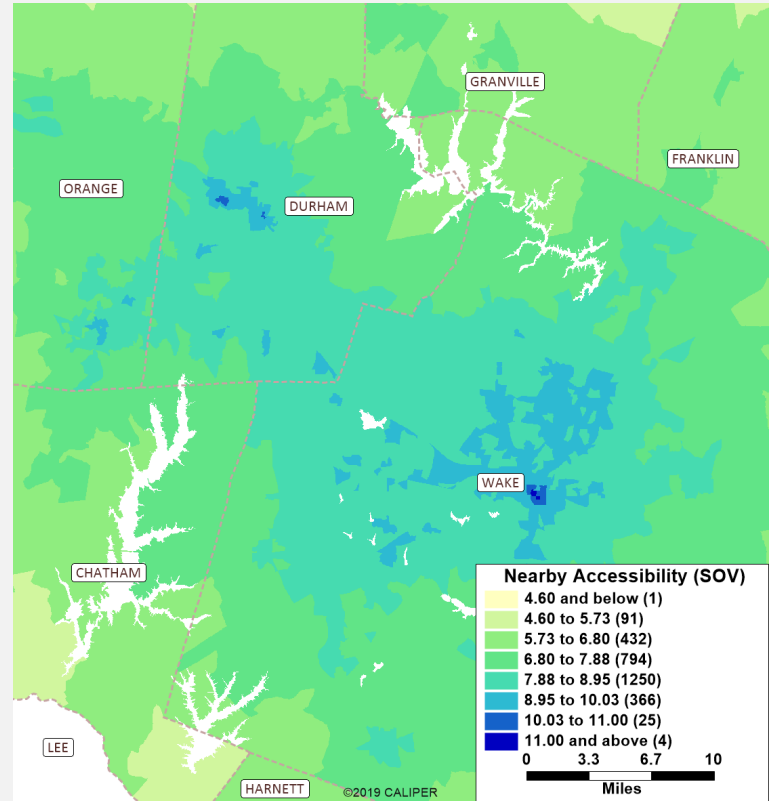 GRANVILLE
FRANKLIN
ORANGE
DURHAM
WAKE
CHATHAM
LEE
HARNETT
©2019 CALIPER
Nearby Accessibility (SOV)
4.60 and below (1)
4.60 to 5.73 (91)
5.73 to 6.80 (432)
6.80 to 7.88 (794)
7.88 to 8.95 (1250)
8.95 to 10.03 (366)
10.03 to 11.00 (25)
11.00 and above (4)
0 3.3 6.7 10
Miles